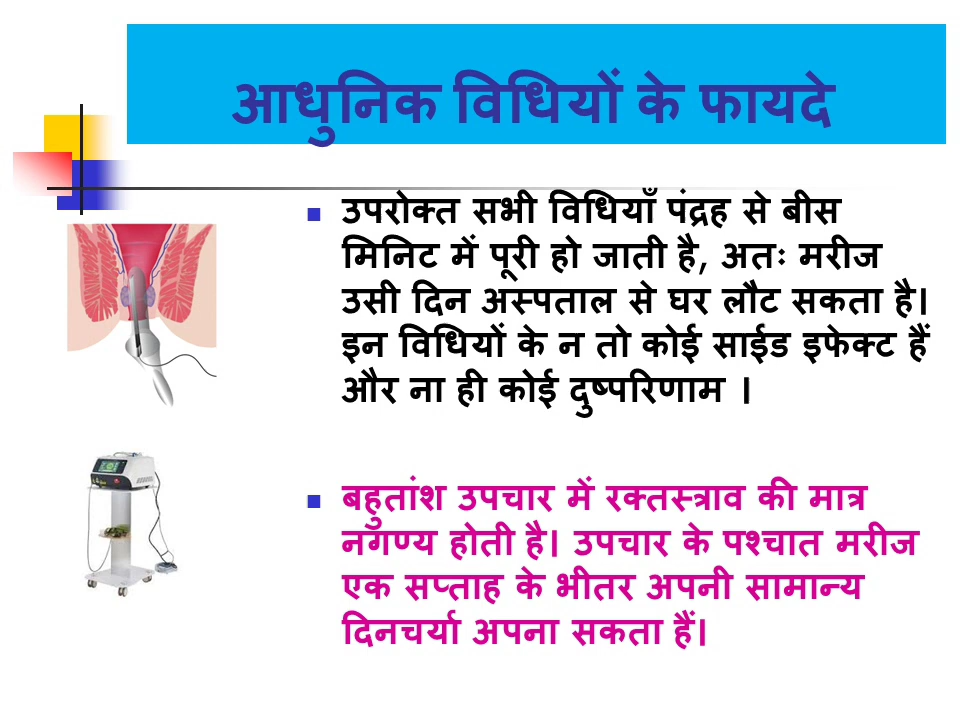 आधुनिक विधियों के फायदे
उपरोक्त सभी विधियाँ पंद्रह से बीस
मिनिट में पूरी हो जाती है, अतः मरीज
उसी दिन अस्पताल से घर लौट सकता है।
इन विधियों के न तो कोई साईड इफेक्ट हैं
और ना ही कोई दुष्परिणाम ।
बहुतांश उपचार में रक्तस्त्राव की मात्र
नगण्य होती है। उपचार के पश्चात मरीज
एक सप्ताह के भीतर अपनी सामान्य
दिनचर्या अपना सकता हैं।